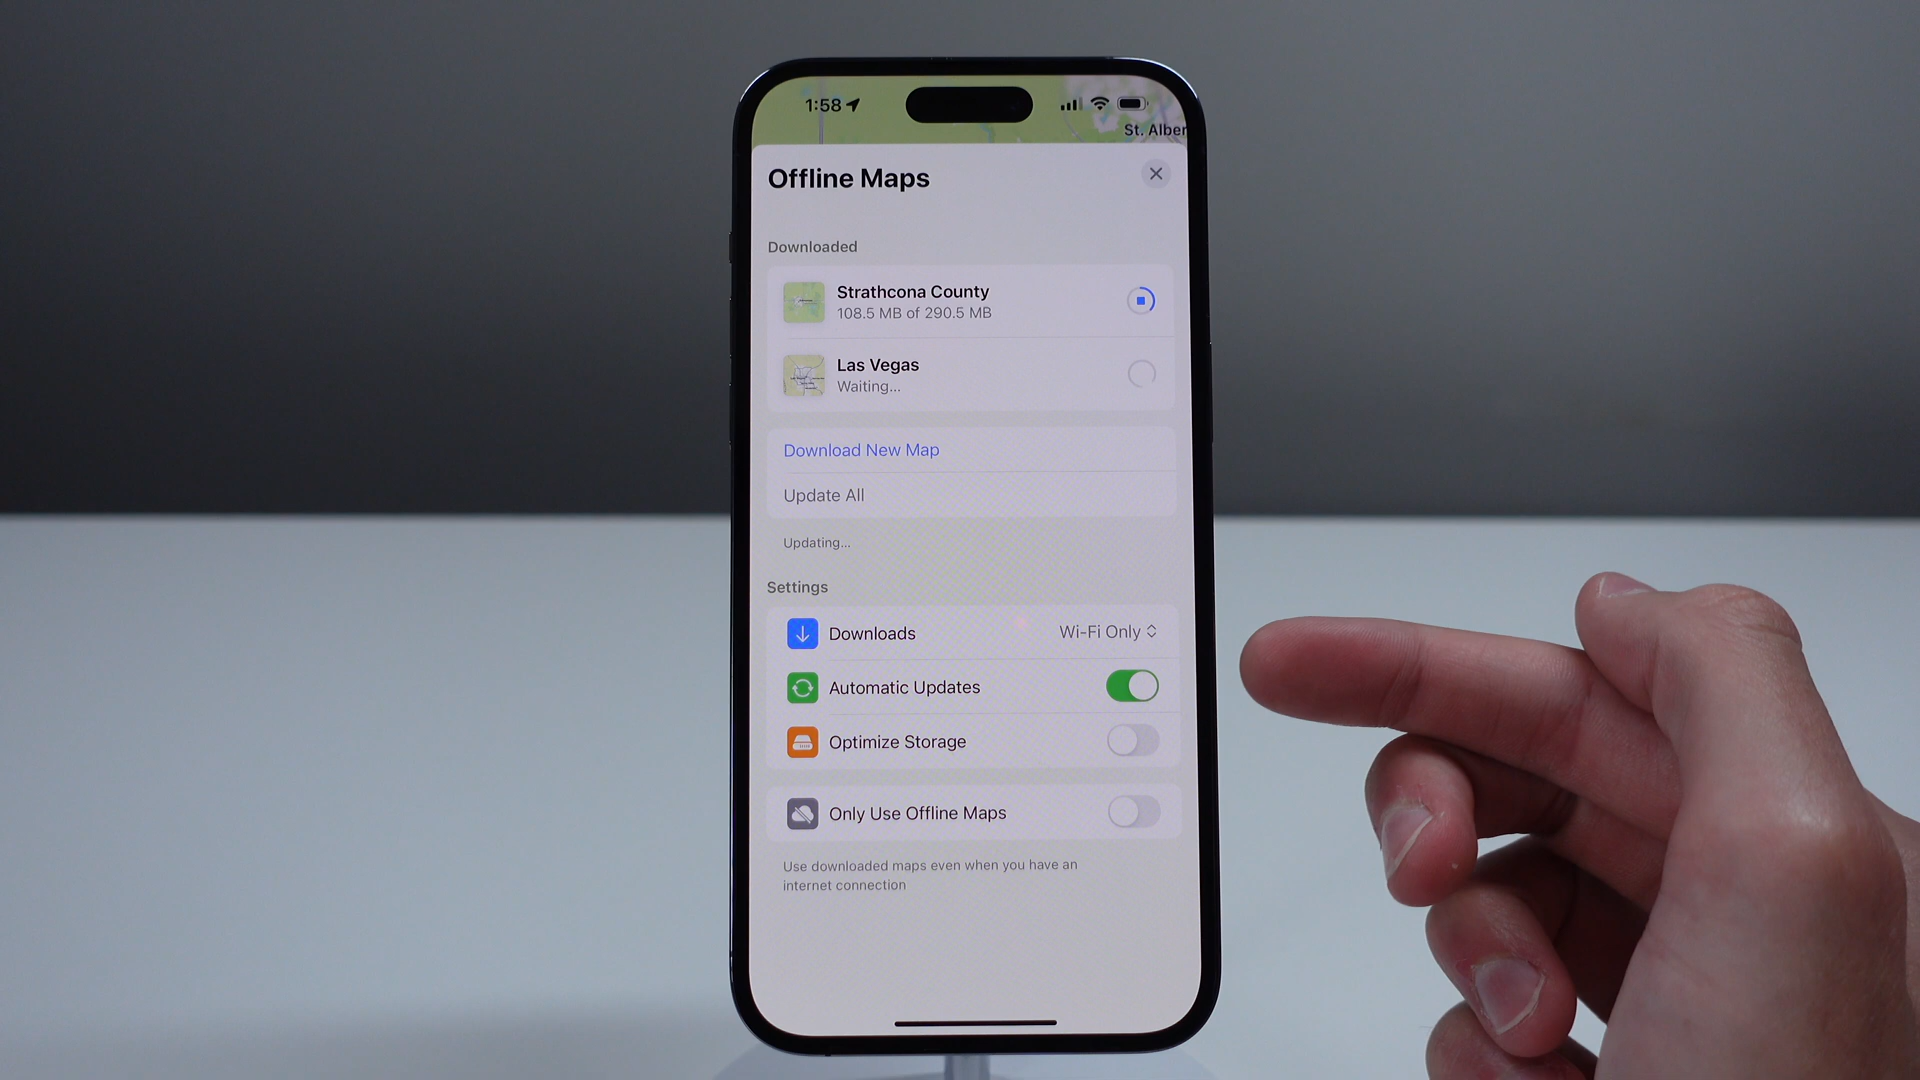 1:58
St. Alber
Offline Maps
Downloaded
Strathcona County
108.5 MB of 290.5 MB
Las Vegas
Waiting...
Download New Map
Update All
Updating...
Settings
Downloads
Wi-Fi Only
Automatic Updates
Optimize Storage
Only Use Offline Maps
Use downloaded maps even when you have an
internet connection